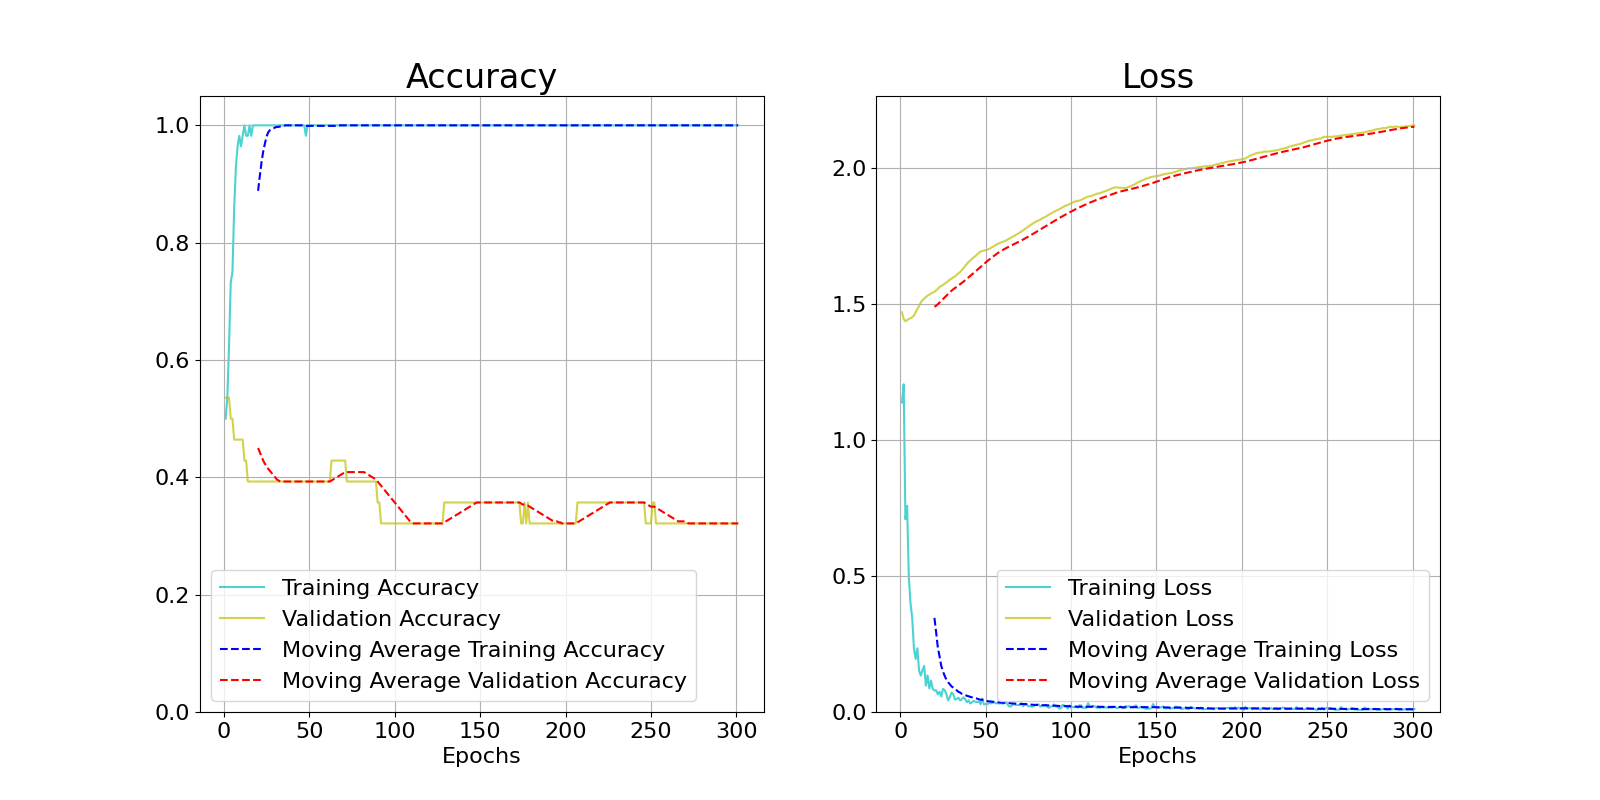 Accuracy
1.0
0.8
0.6
0.4
0.2
0.0
Training Accuracy
Validation Accuracy
Moving Average Training Accuracy
Moving Average Validation Accuracy
0 50 100 150 200 250 300
Epochs
Loss
2.0
1.5
1.0
0.5
0.0
Training Loss
Validation Loss
Moving Average Training Loss
Moving Average Validation Loss
0 50 100 150 200 250 300
Epochs